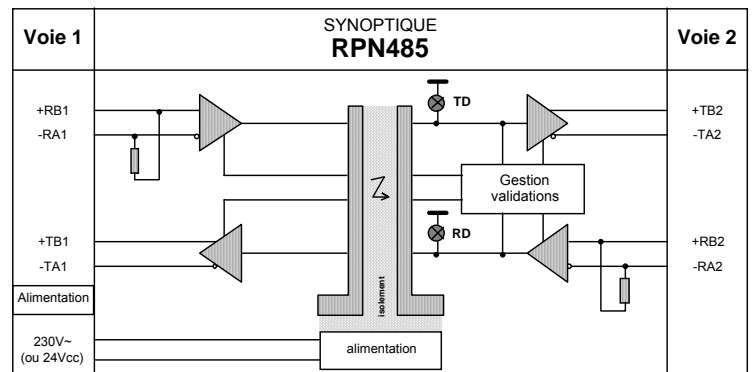 Voie 1
SYNOPTIQUE
RPN485
Voie 2
+RB1
-RA1
TD
+TB2
-TA2
Gestion
validations
+TB1
-TA1
RD
+RB2
-RA2
isolement
Alimentation
230V~
(ou 24Vcc)
alimentation